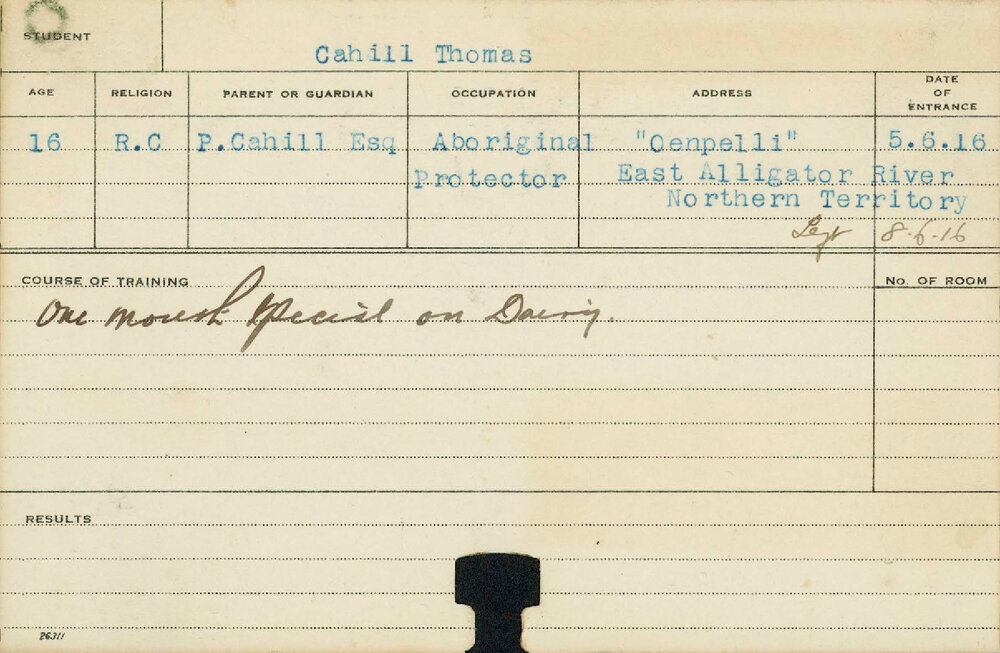 STUDENT
Cahill Thomas
AGE RELIGION PARENT OR GUARDIAN OCCUPATION ADDRESS DATE OF ENTRANCE
16 R.C P.Cahill Esq Aboriginal "Oenpelli" 5.6.16
Protector East Alligator River
Northern Territory
Left 8-6-16
COURSE OF TRAINING No. OF ROOM
One month Special on Dairy.
RESULTS
26311